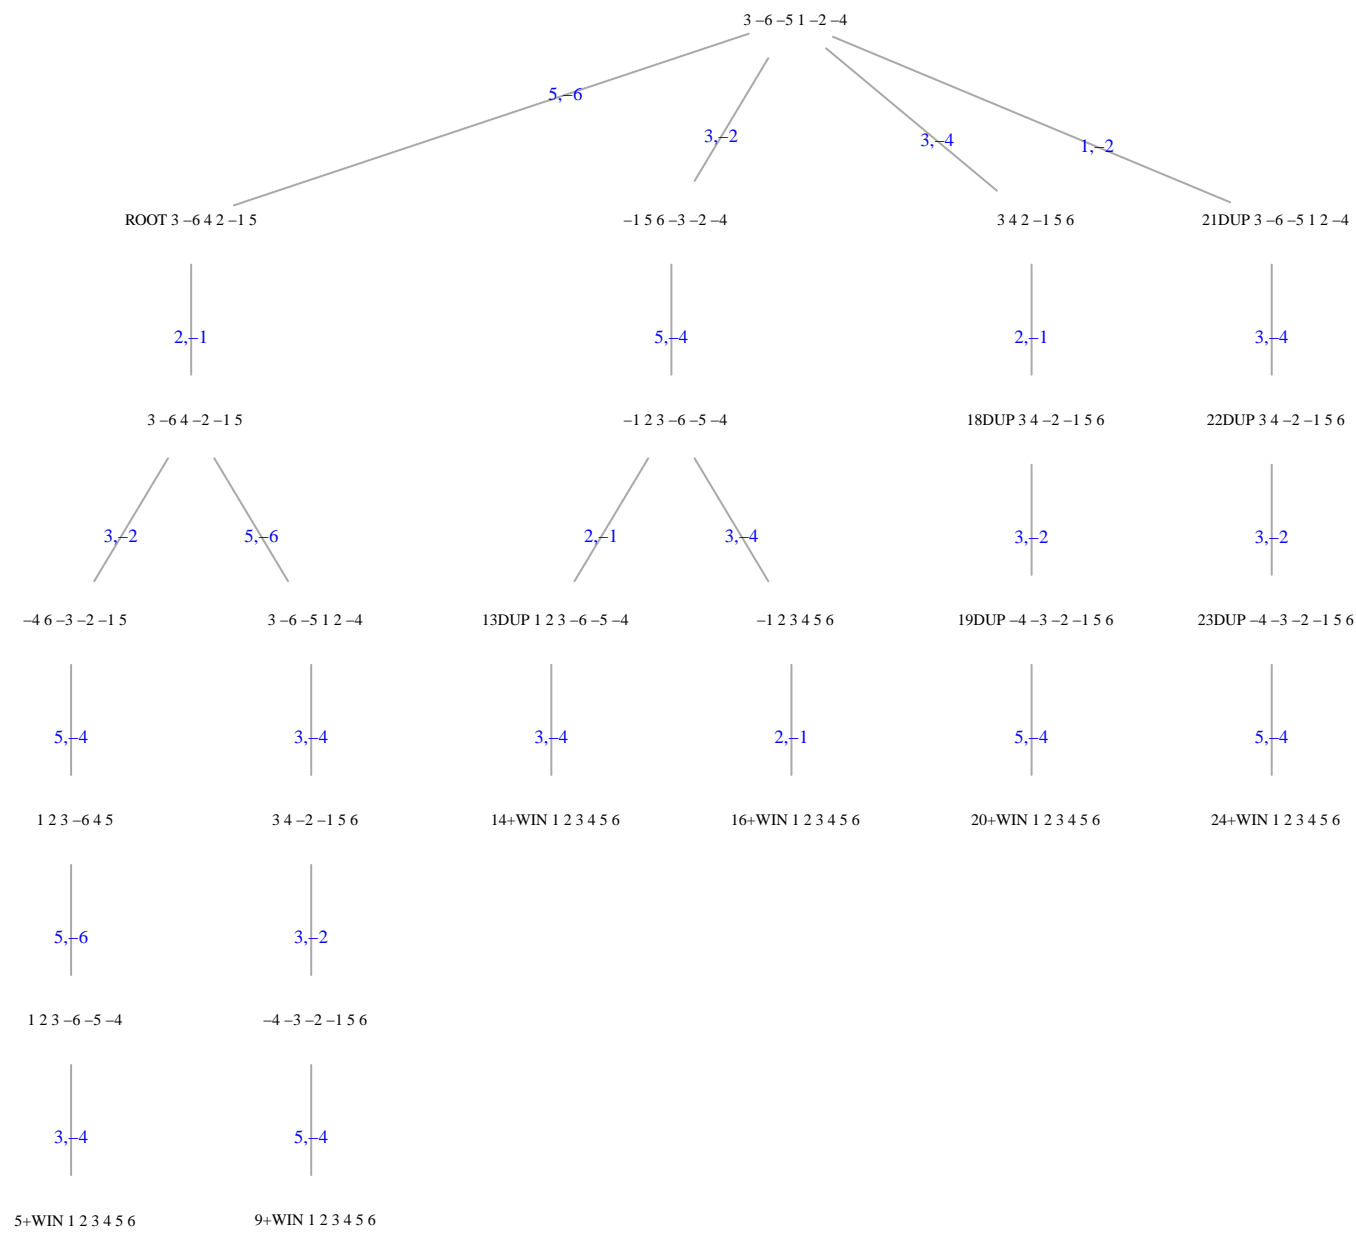 3 −6 −5 1 −2 −4
5,−6
3,−2
3,−4
1,−2
ROOT 3 −6 4 2 −1 5
−1 5 6 −3 −2 −4
3 4 2 −1 5 6
21DUP 3 −6 −5 1 2 −4
2,−1
5,−4
2,−1
3,−4
3 −6 4 −2 −1 5
−1 2 3 −6 −5 −4
18DUP 3 4 −2 −1 5 6
22DUP 3 4 −2 −1 5 6
3,−2
5,−6
2,−1
3,−4
3,−2
3,−2
−4 6 −3 −2 −1 5
3 −6 −5 1 2 −4
13DUP 1 2 3 −6 −5 −4
−1 2 3 4 5 6
19DUP −4 −3 −2 −1 5 6
23DUP −4 −3 −2 −1 5 6
5,−4
3,−4
3,−4
2,−1
5,−4
5,−4
1 2 3 −6 4 5
3 4 −2 −1 5 6
14+WIN 1 2 3 4 5 6
16+WIN 1 2 3 4 5 6
20+WIN 1 2 3 4 5 6
24+WIN 1 2 3 4 5 6
5,−6
3,−2
1 2 3 −6 −5 −4
−4 −3 −2 −1 5 6
3,−4
5,−4
5+WIN 1 2 3 4 5 6
9+WIN 1 2 3 4 5 6